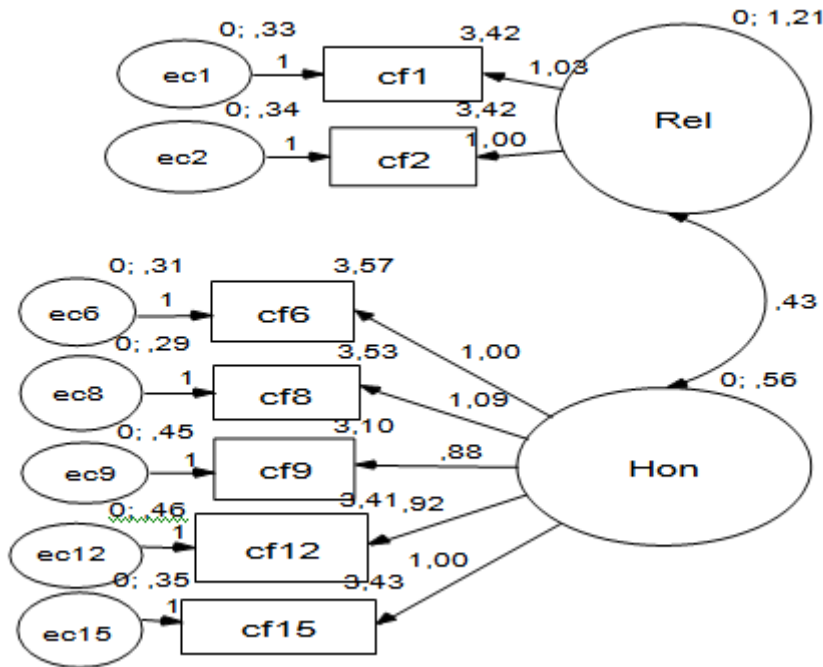 0; 1,21
0; ,33
3,42
ec1
1
cf1
1,03
Rel
0; ,34
3,42
ec2
1
cf2
1,00
,43
0; ,31
3,57
ec6
1
cf6
1,00
0; ,29
3,53
ec8
1
cf8
1,09
0; ,56
0; ,45
3,10
ec9
1
cf9
,88
Hon
0; ,46
3,41
,92
ec12
1
cf12
0; ,35
3,43
1,00
ec15
1
cf15